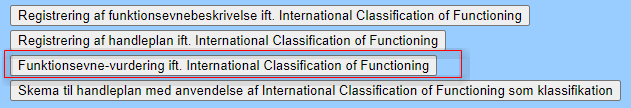 Registrering af funktionsevnebeskrivelse ift. International Classification of Functioning
Registrering af handleplan ift. International Classification of Functioning
Funktionsevne-vurdering ift. International Classification of Functioning
Skema til handleplan med anvendelse af International Classification of Functioning som klassifikation